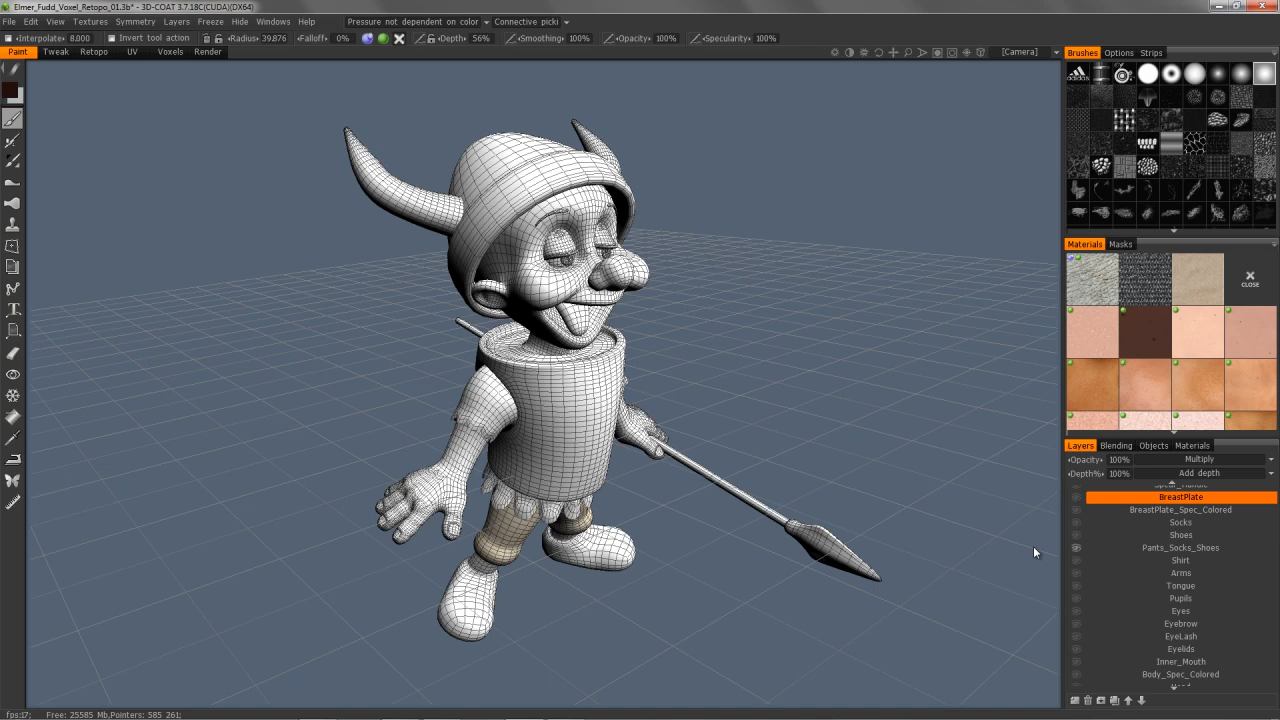 Elmer_Fudd_Voxel_Retopo_01.3b* - 3D-COAT 3.7.18C(CUDA)(DX64)
File Edit View Textures Symmetry Layers Freeze Hide Windows Help Pressure not dependent on color Connective picki
Interpolate: 8.000 Invert tool action Radius: 39.876 Falloff: 0% Depth: 56% Smoothing: 100% Opacity: 100% Specularity: 100%
Paint Tweak Retopo UV Voxels Render [Camera]
Brushes Options Strips
adidas
Materials Masks
CLOSE
Layers Blending Objects Materials
Opacity: 100% Multiply
Depth%: 100% Add depth
Spear_Handle
BreastPlate
BreastPlate_Spec_Colored
Socks
Shoes
Pants_Socks_Shoes
Shirt
Arms
Tongue
Pupils
Eyes
Eyebrow
EyeLash
Eyelids
Inner_Mouth
Body_Spec_Colored
fps:17; Free: 25585 Mb,Pointers: 585 261;